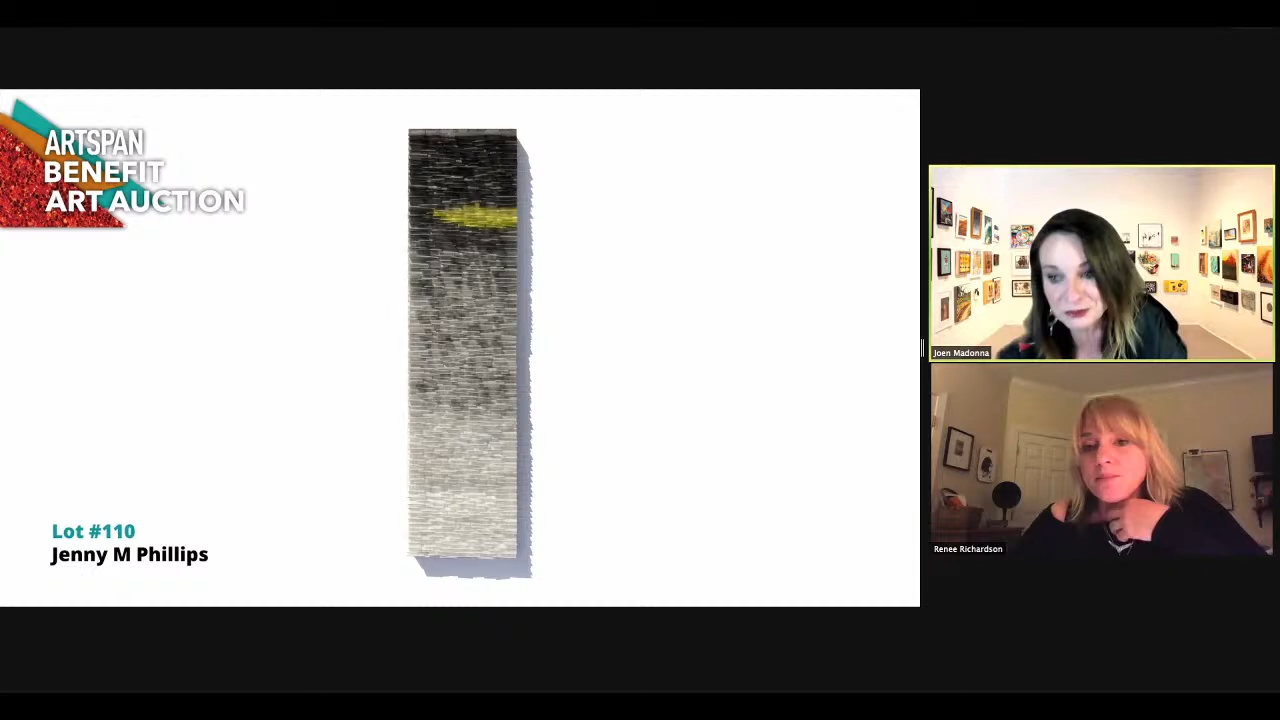 ARTSPAN
BENEFIT
ART AUCTION
Lot #110
Jenny M Phillips
Joen Madonna
Renee Richardson